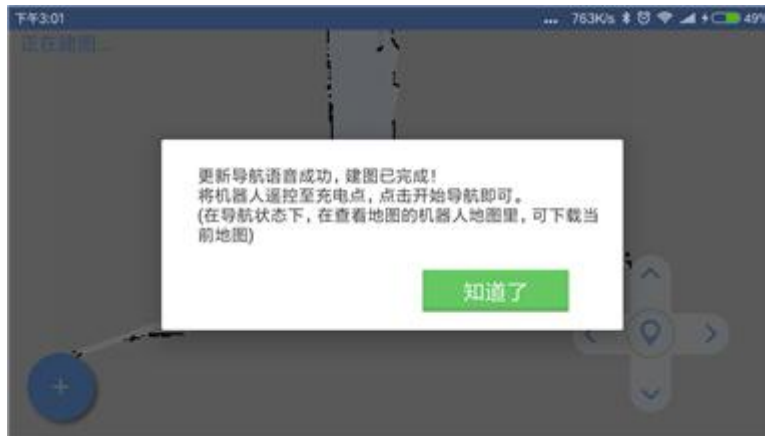 下午3:01
... 763K/s 49%
正在建图...
更新导航语音成功，建图已完成！
将机器人遥控至充电点，点击开始导航即可。
(在导航状态下，在查看地图的机器人地图里，可下载当
前地图)
知道了